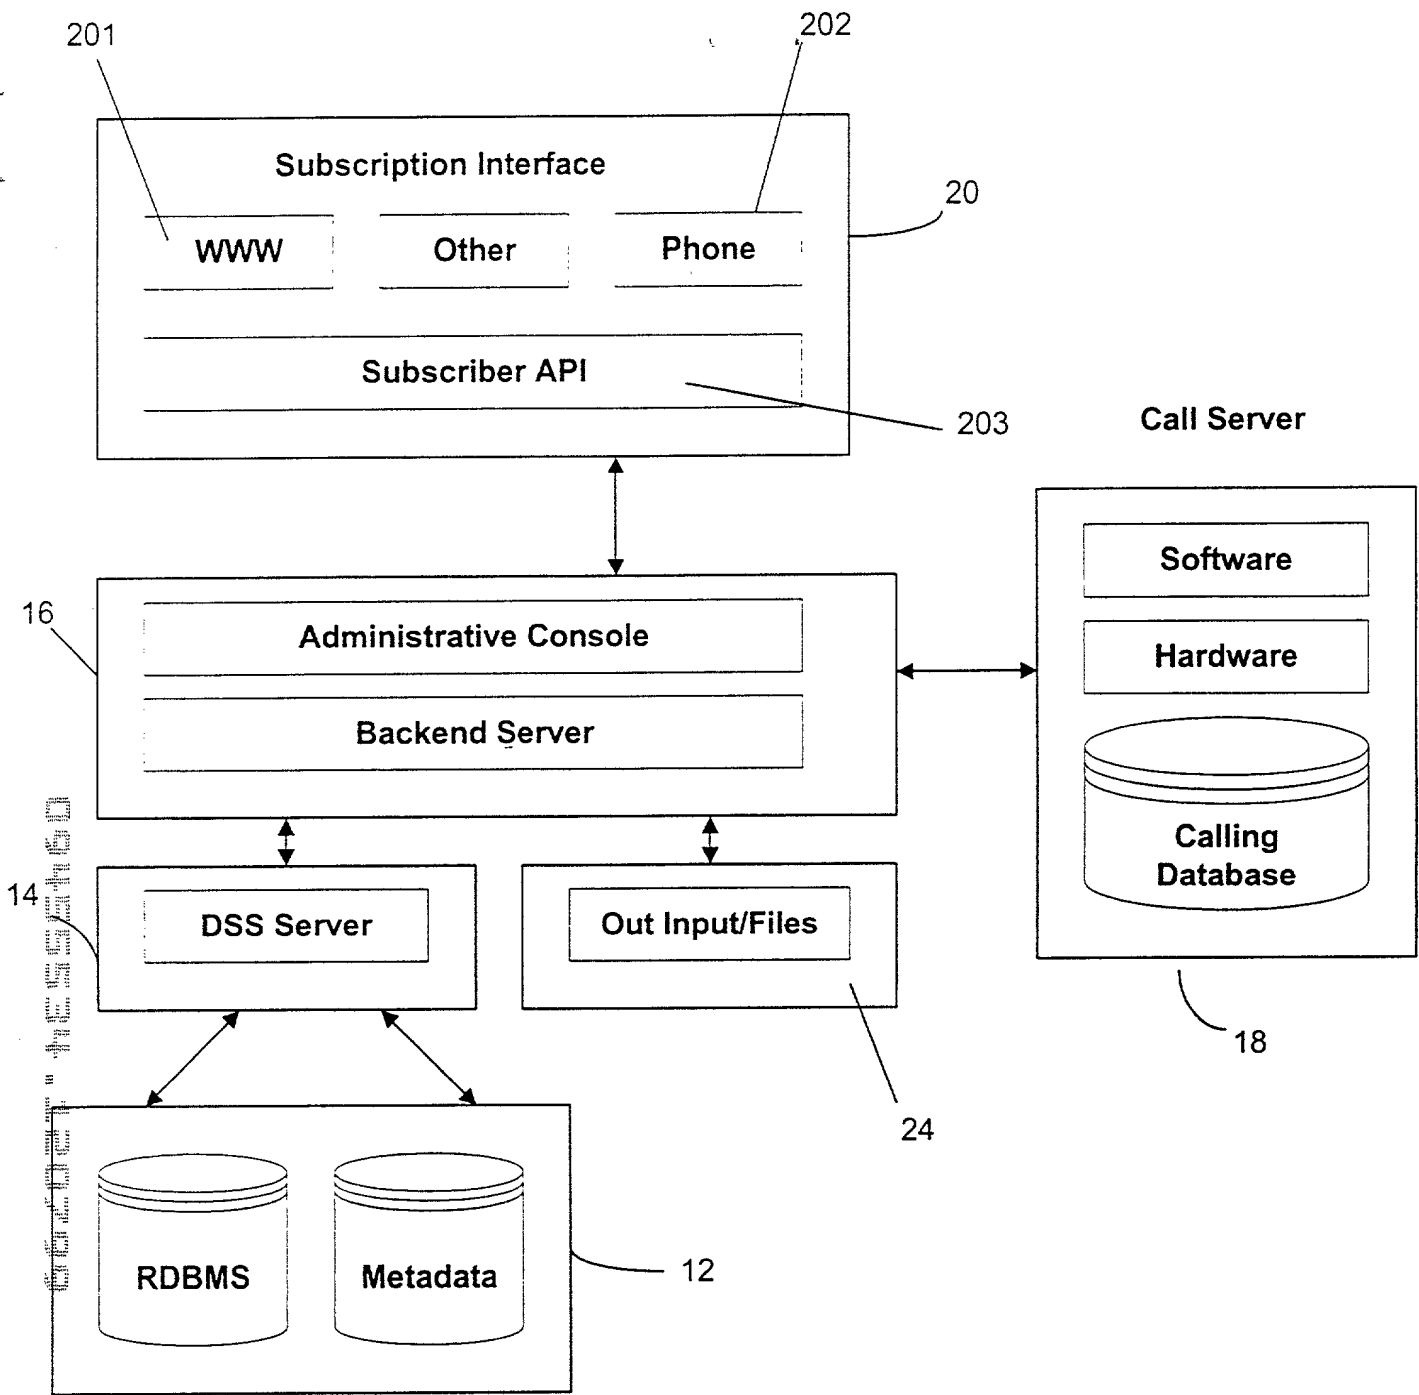 201
202
Subscription Interface
20
WWW
Other
Phone
Subscriber API
203
Call Server
Software
16
Administrative Console
Hardware
Backend Server
Calling
Database
14
DSS Server
Out Input/Files
18
24
RDBMS
Metadata
12